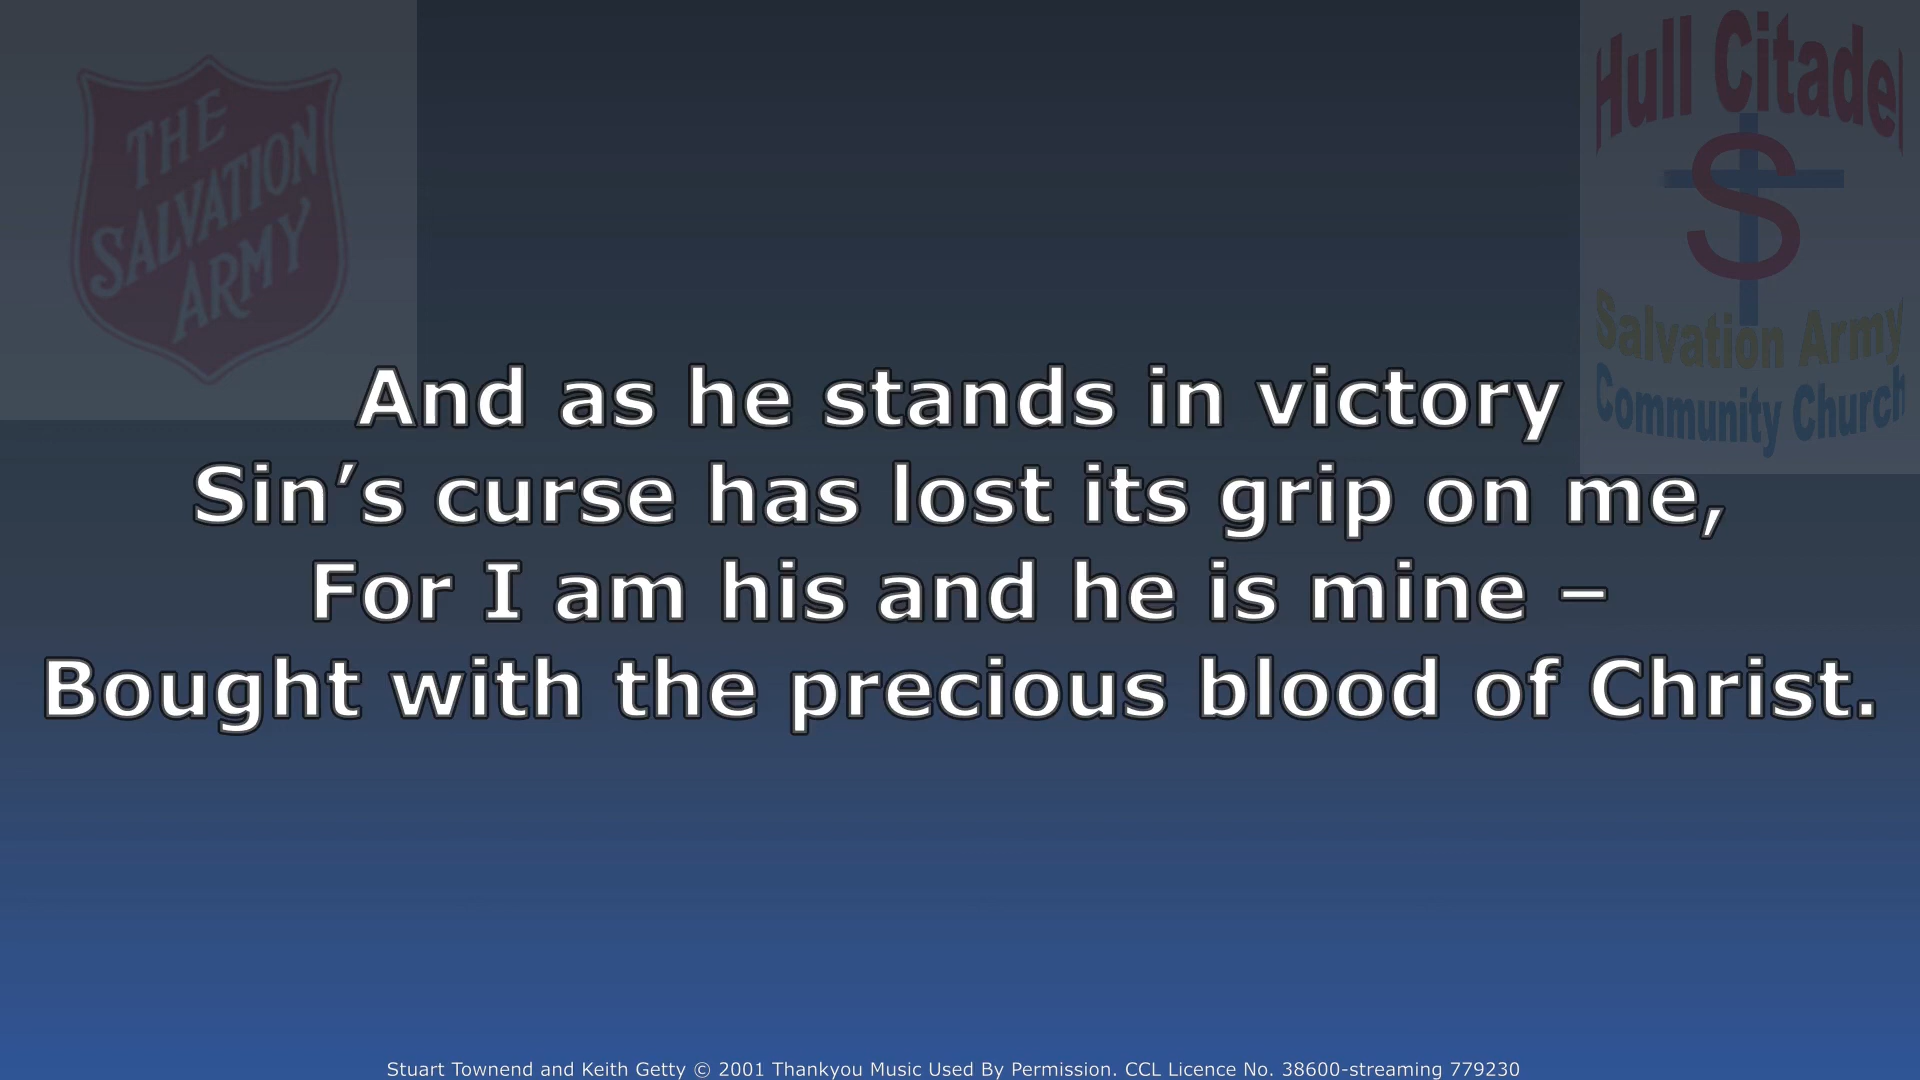 THE
SALVATION
ARMY
Hull Citadel
S
Salvation Army
Community Church
And as he stands in victory
Sin’s curse has lost its grip on me,
For I am his and he is mine –
Bought with the precious blood of Christ.
Stuart Townend and Keith Getty © 2001 Thankyou Music Used By Permission. CCL Licence No. 38600-streaming 779230